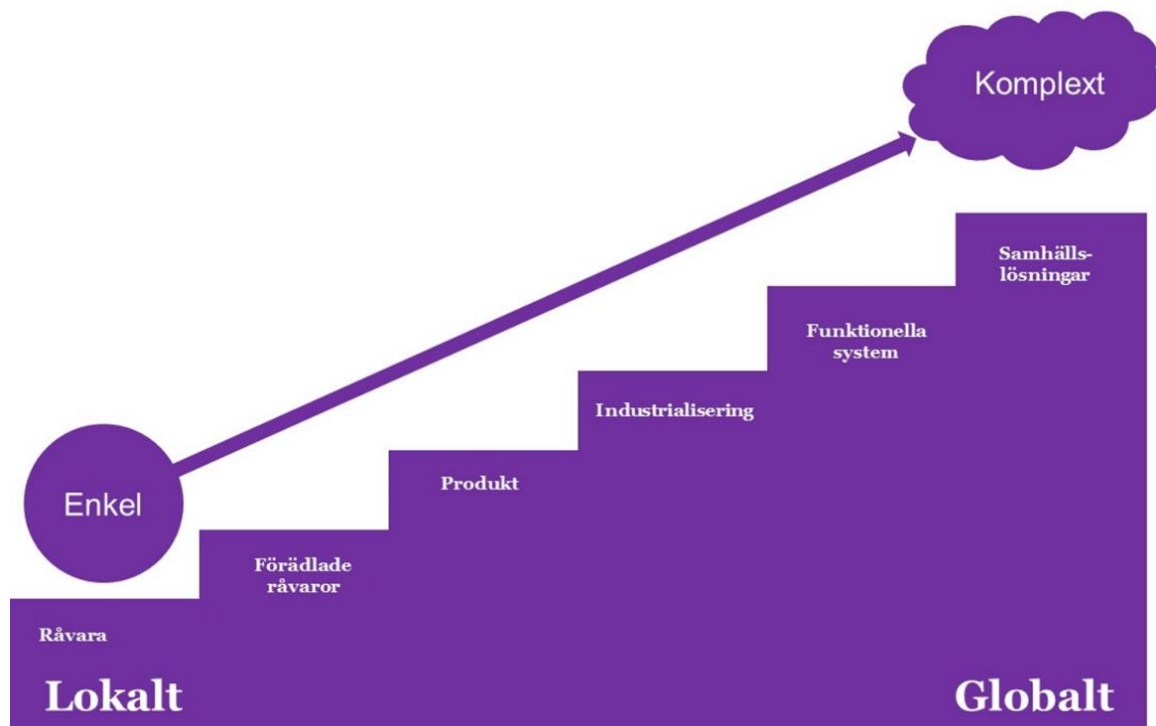 Komplext
Samhälls-
lösningar
Funktionella
system
Industrialisering
Produkt
Enkel
Förädlade
råvaror
Råvara
Lokalt
Globalt